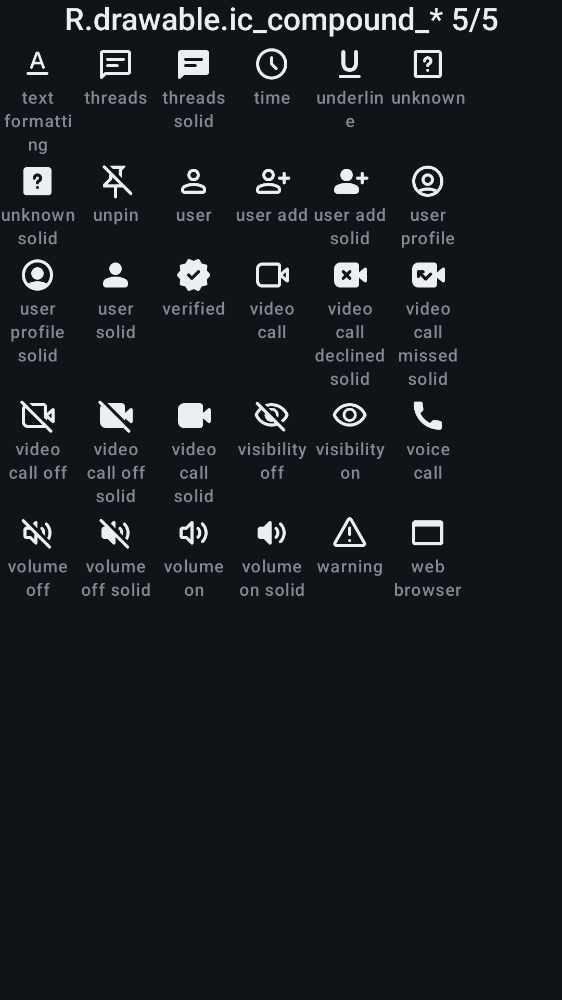 R.drawable.ic_compound_* 5/5
A
text
formatti
ng
threads
threads
solid
time
U
underlin
e
?
unknown
?
unknown
solid
unpin
user
user add
user add
solid
user
profile
user
profile
solid
user
solid
verified
video
call
video
call
declined
solid
video
call
missed
solid
video
call off
video
call off
solid
video
call
solid
visibility
off
visibility
on
voice
call
volume
off
volume
off solid
volume
on
volume
on solid
warning
web
browser